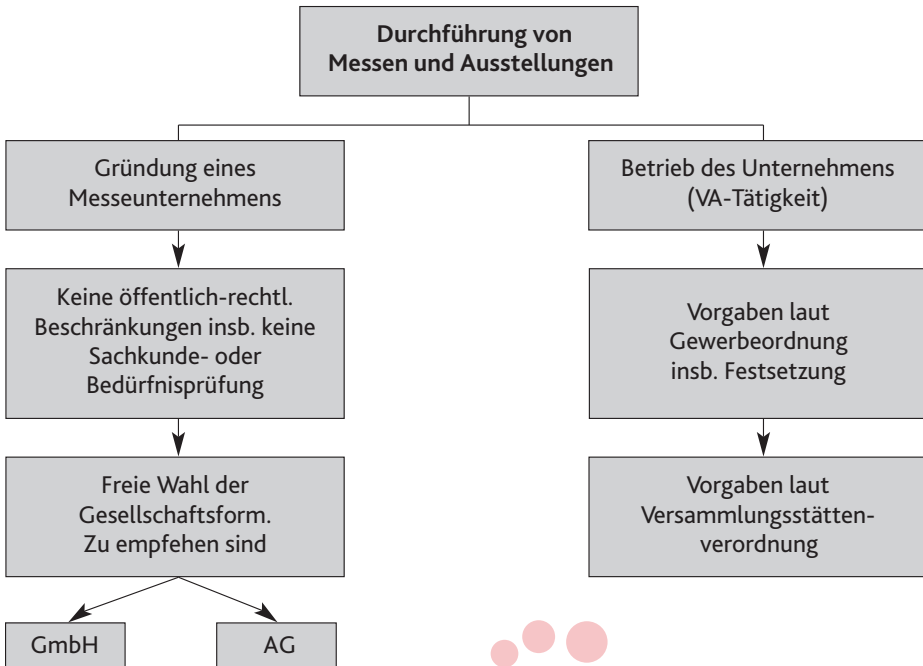 Durchführung von
Messen und Ausstellungen
Gründung eines
Messeunternehmens
Keine öffentlich-rechtl.
Beschränkungen insb. keine
Sachkunde- oder
Bedürfnisprüfung
Freie Wahl der
Gesellschaftsform.
Zu empfehen sind
GmbH
AG
Betrieb des Unternehmens
(VA-Tätigkeit)
Vorgaben laut
Gewerbeordnung
insb. Festsetzung
Vorgaben laut
Versammlungsstätten-
verordnung